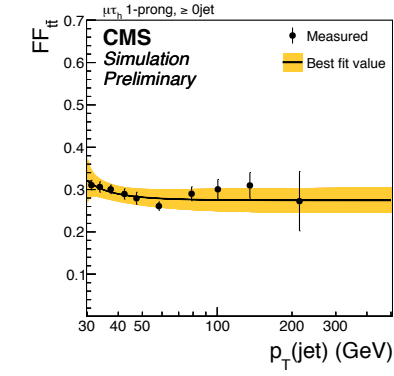 μτh 1-prong, ≥ 0jet
FFtt̄
0.7
CMS
Simulation
Preliminary
Measured
Best fit value
0.6
0.5
0.4
0.3
0.2
0.1
30 40 50 100 200 300
pT(jet) (GeV)